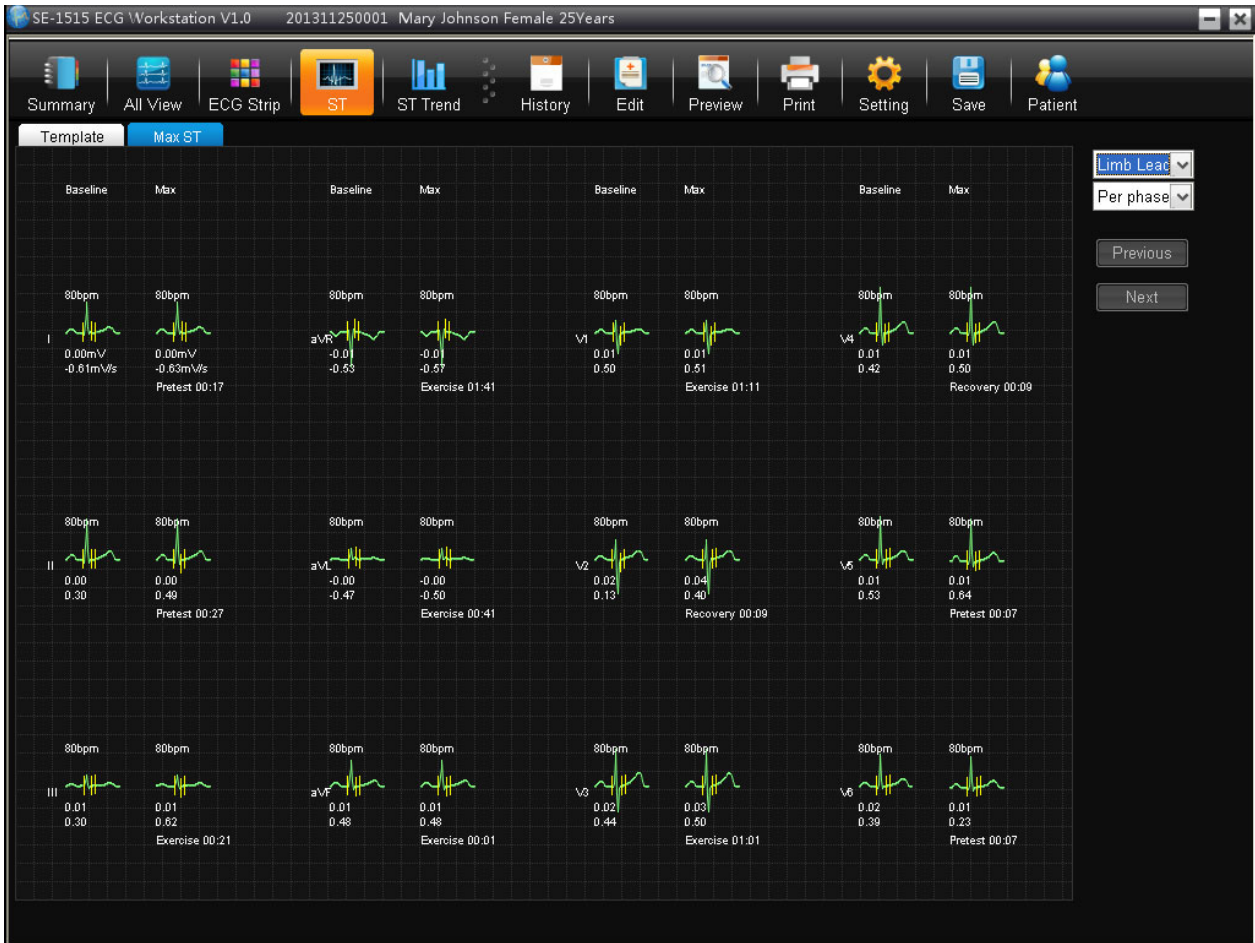 SE-1515 ECG Workstation V1.0 201311250001 Mary Johnson Female 25Years
Summary All View ECG Strip ST ST Trend History Edit Preview Print Setting Save Patient
Template Max ST
Limb Leac
Per phase
Previous
Next
Baseline Max Baseline Max Baseline Max Baseline Max
80bpm 80bpm 80bpm 80bpm 80bpm 80bpm 80bpm 80bpm
I aVR V1 V4
0.00mV 0.00mV -0.01 -0.01 0.01 0.01 0.01 0.01
-0.61mV/s -0.63mV/s -0.53 -0.57 0.50 0.51 0.42 0.50
Pretest 00:17 Exercise 01:41 Exercise 01:11 Recovery 00:09
80bpm 80bpm 80bpm 80bpm 80bpm 80bpm 80bpm 80bpm
II aVL V2 V5
0.00 0.00 -0.00 -0.00 0.02 0.04 0.01 0.01
0.30 0.49 -0.47 -0.50 0.13 0.40 0.53 0.64
Pretest 00:27 Exercise 00:41 Recovery 00:09 Pretest 00:07
80bpm 80bpm 80bpm 80bpm 80bpm 80bpm 80bpm 80bpm
III aVF V3 V6
0.01 0.01 0.01 0.01 0.02 0.03 0.02 0.01
0.30 0.62 0.48 0.48 0.44 0.50 0.39 0.23
Exercise 00:21 Exercise 00:01 Exercise 01:01 Pretest 00:07